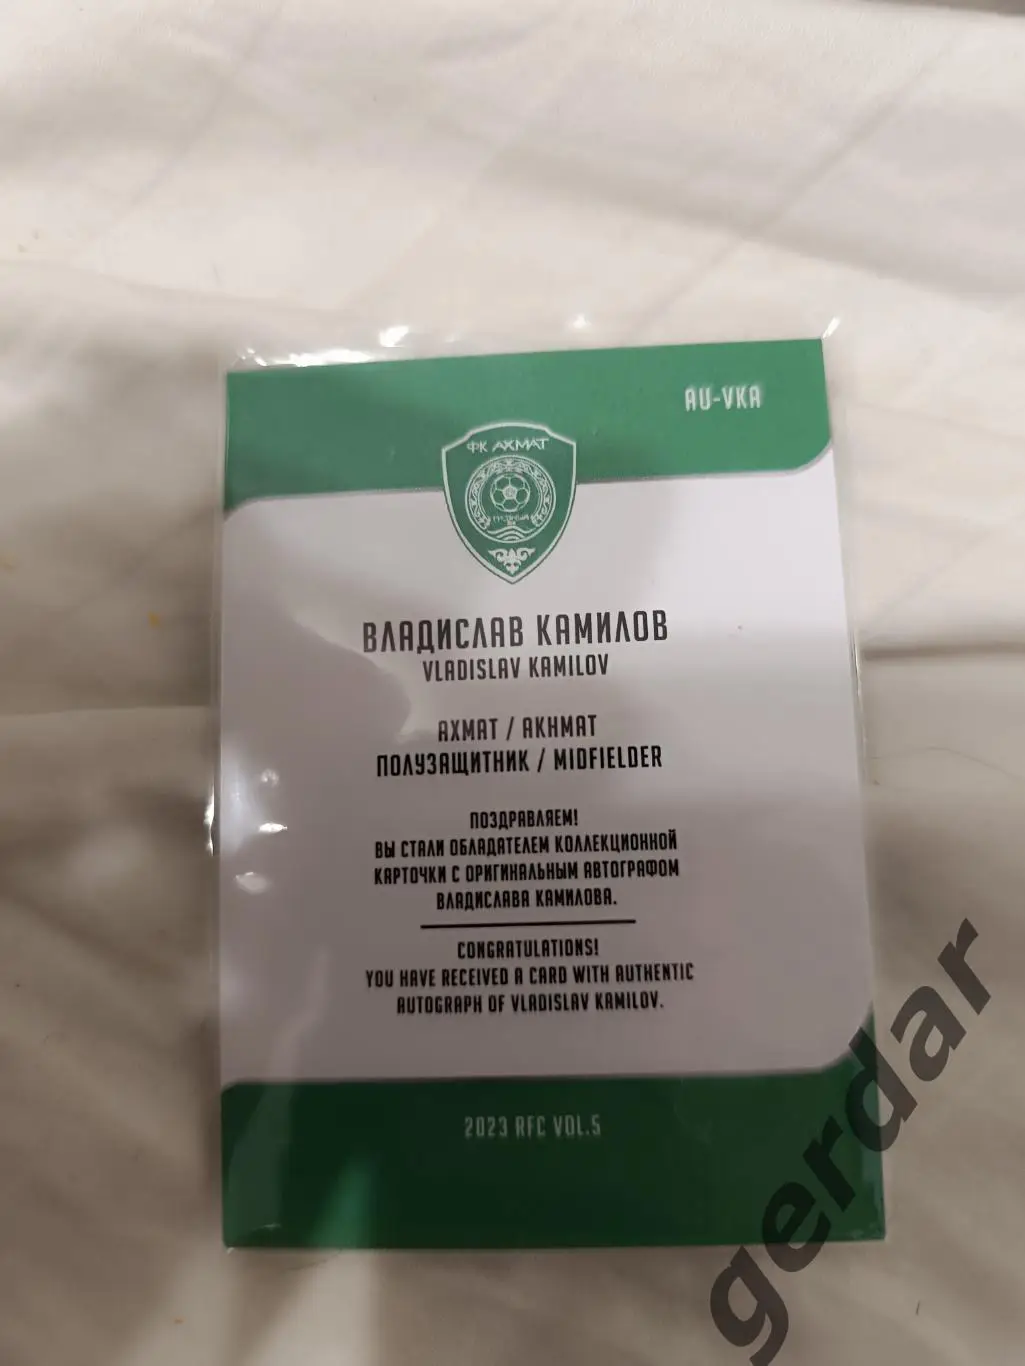 AU-VKA
ФК АХМАТ
ВЛАДИСЛАВ КАМИЛОВ
VLADISLAV KAMILOV
АХМАТ / AKHMAT
ПОЛУЗАЩИТНИК / MIDFIELDER
ПОЗДРАВЛЯЕМ!
ВЫ СТАЛИ ОБЛАДАТЕЛЕМ КОЛЛЕКЦИОННОЙ
КАРТОЧКИ С ОРИГИНАЛЬНЫМ АВТОГРАФОМ
ВЛАДИСЛАВА КАМИЛОВА.
CONGRATULATIONS!
YOU HAVE RECEIVED A CARD WITH AUTHENTIC
AUTOGRAPH OF VLADISLAV KAMILOV.
2023 RFC VOL.5
gerdar